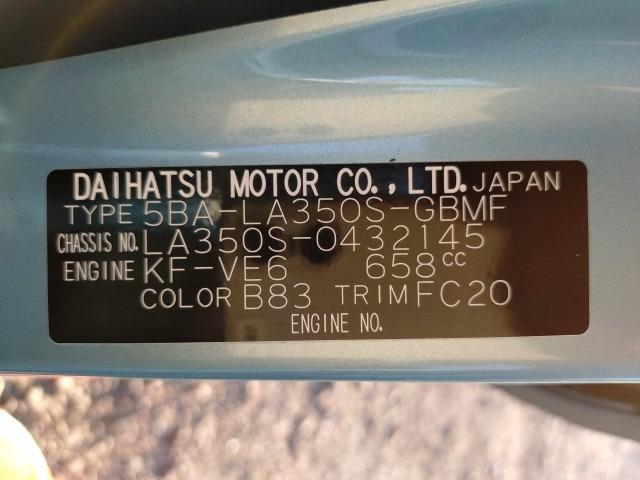 DAIHATSU MOTOR CO., LTD. JAPAN
TYPE 5BA-LA350S-GBMF
CHASSIS NO. LA350S-0432145
ENGINE KF-VE6 658cc
COLOR B83 TRIM FC20
ENGINE NO.